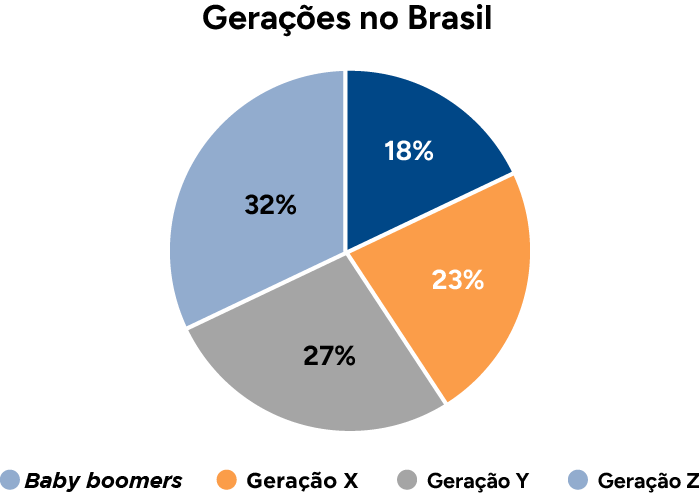 Gerações no Brasil
18%
32%
23%
27%
Baby boomers
Geração X
Geração Y
Geração Z